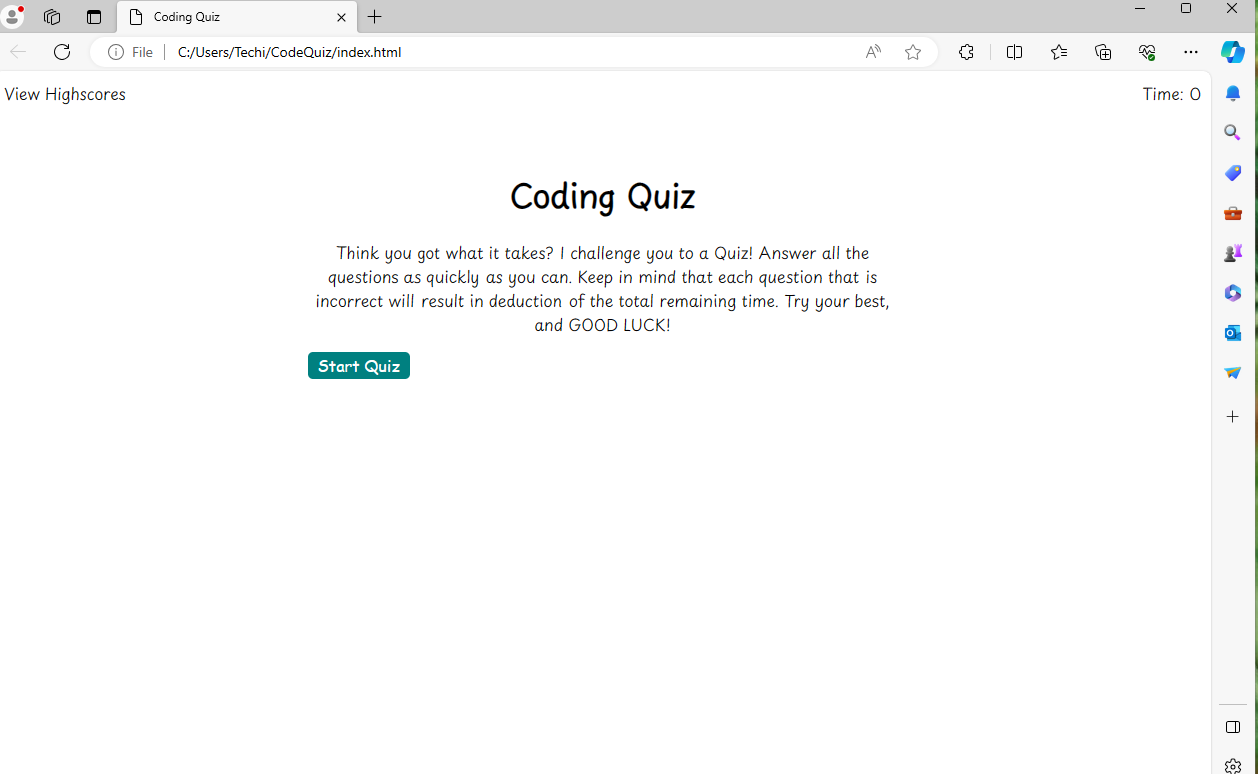 Coding Quiz
File
C:/Users/Techi/CodeQuiz/index.html
View Highscores
Time: 0
Coding Quiz
Think you got what it takes? I challenge you to a Quiz! Answer all the
questions as quickly as you can. Keep in mind that each question that is
incorrect will result in deduction of the total remaining time. Try your best,
and GOOD LUCK!
Start Quiz